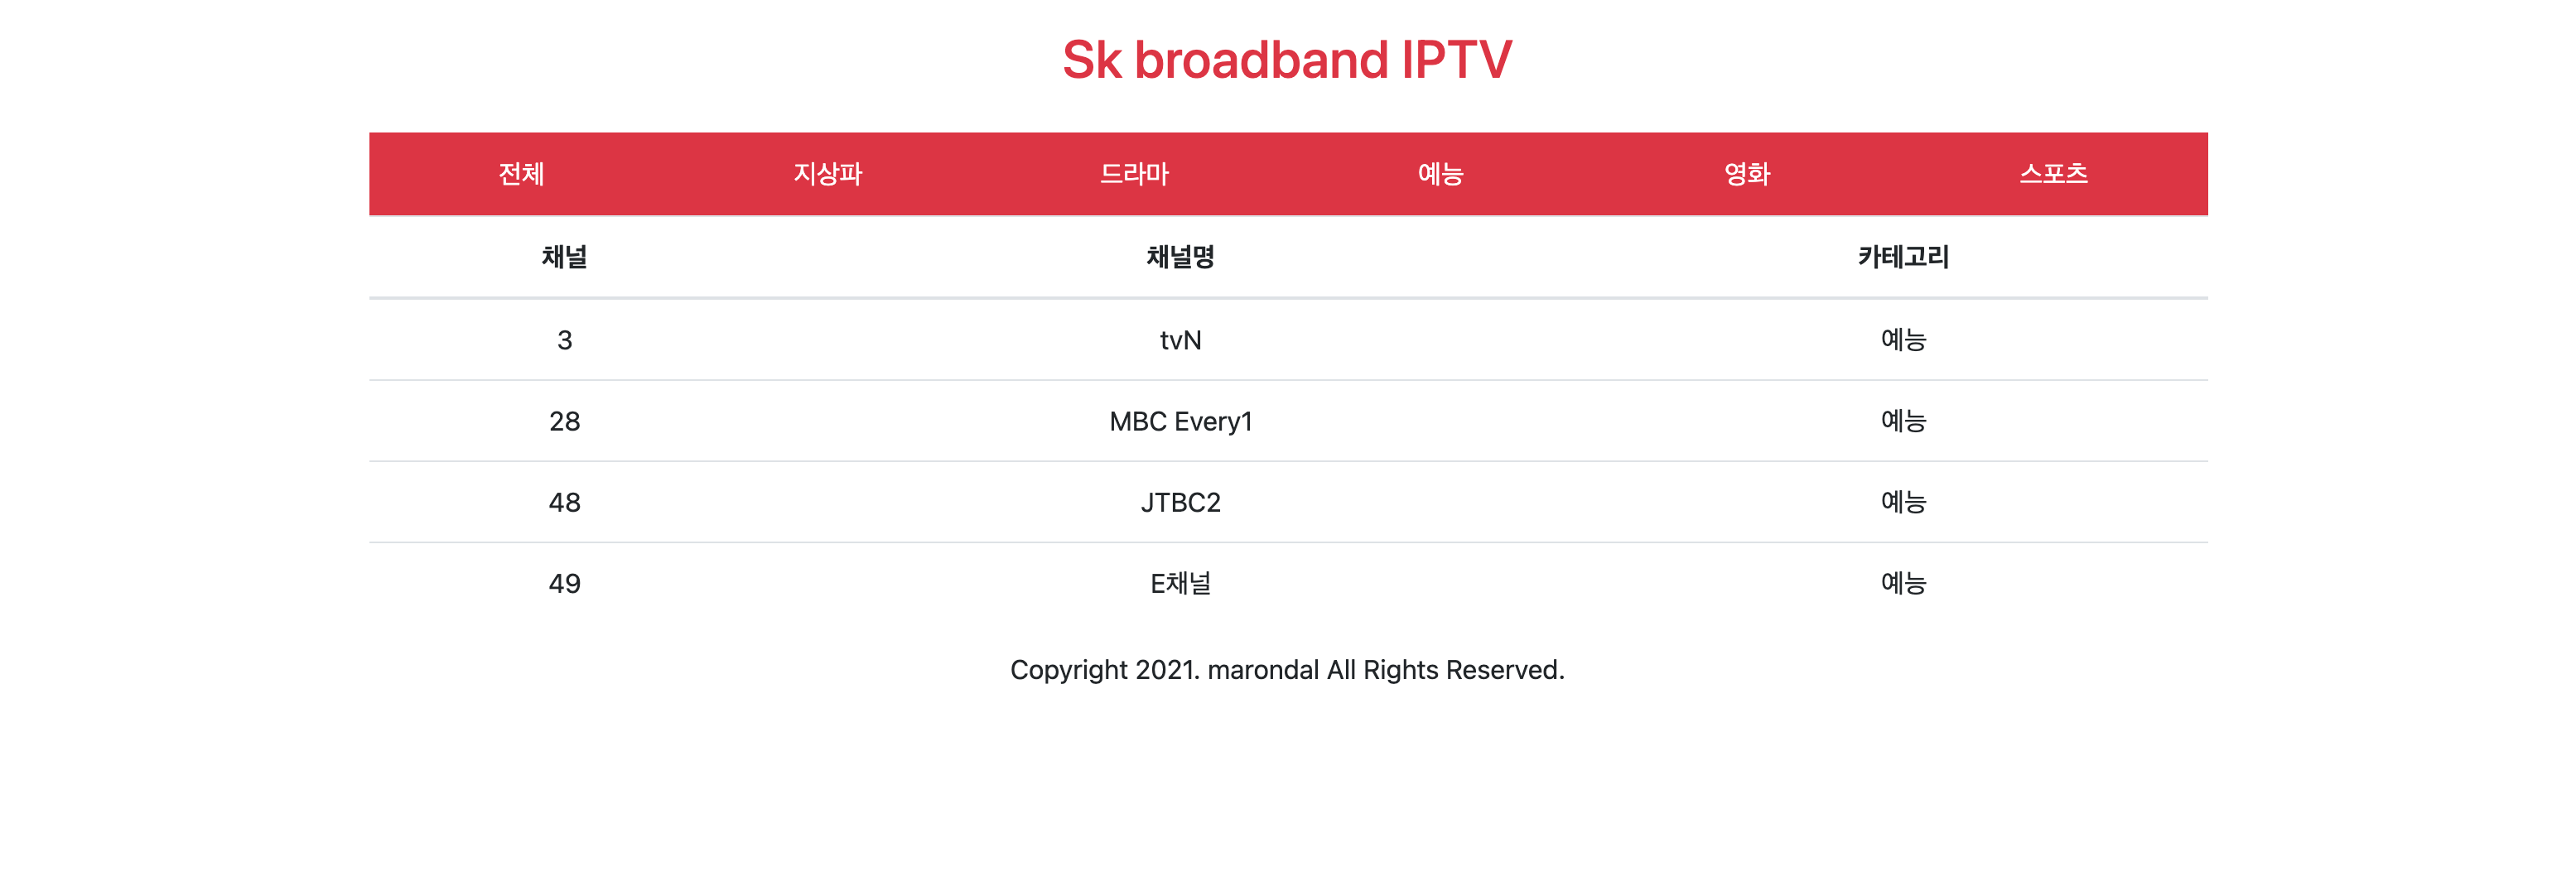 Sk broadband IPTV
전체 지상파 드라마 예능 영화 스포츠
채널 채널명 카테고리
3 tvN 예능
28 MBC Every1 예능
48 JTBC2 예능
49 E채널 예능
Copyright 2021. marondal All Rights Reserved.